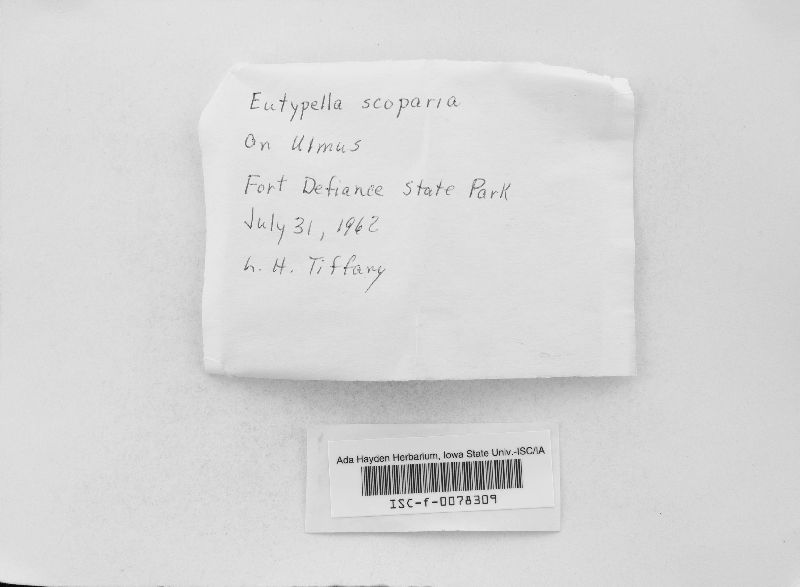 Eutypella scoparia
On Ulmus
Fort Defiance State Park
July 31, 1962
L. H. Tiffany
Ada Hayden Herbarium, Iowa State Univ.-ISC/IA
ISC-f-0078309